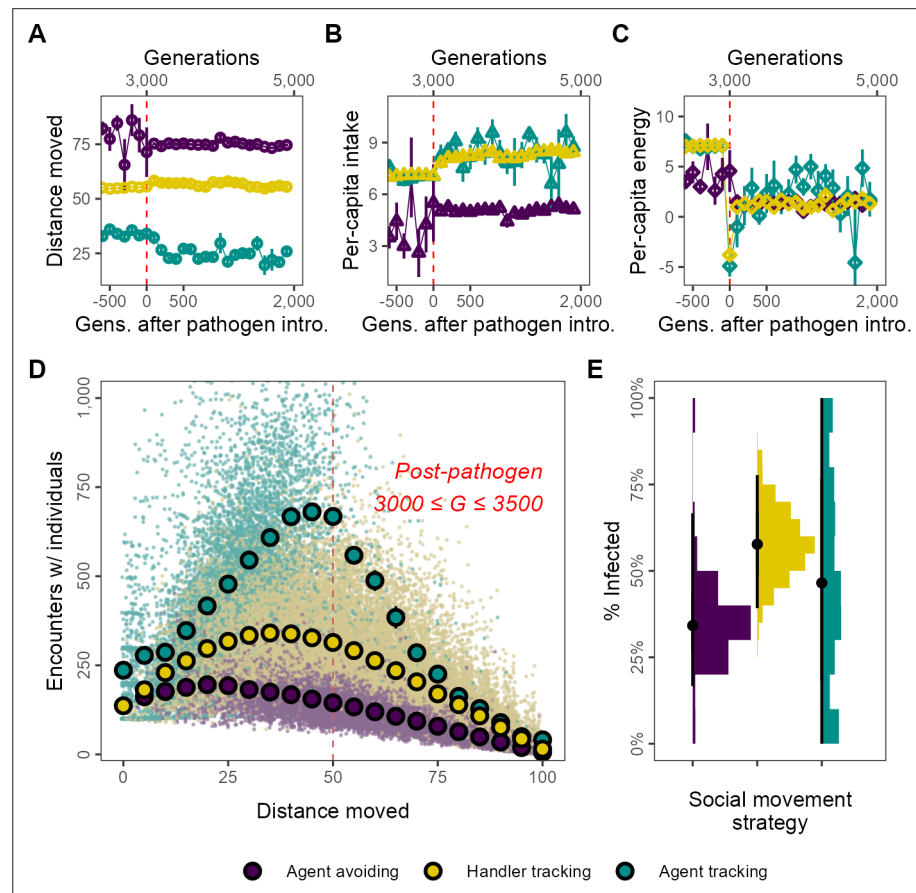 A
B
C
Generations
Generations
Generations
3,000
5,000
3,000
5,000
3,000
5,000
Distance moved
75
50
25
Per-capita intake
9
6
3
Per-capita energy
10
5
0
-5
-500
0
500
2,000
-500
0
500
2,000
-500
0
500
2,000
Gens. after pathogen intro.
Gens. after pathogen intro.
Gens. after pathogen intro.
D
E
Encounters w/ individuals
1,000
750
500
250
0
Post-pathogen
3000 ≤ G ≤ 3500
0
25
50
75
100
Distance moved
% Infected
100%
75%
50%
25%
0%
Social movement
strategy
Agent avoiding
Handler tracking
Agent tracking